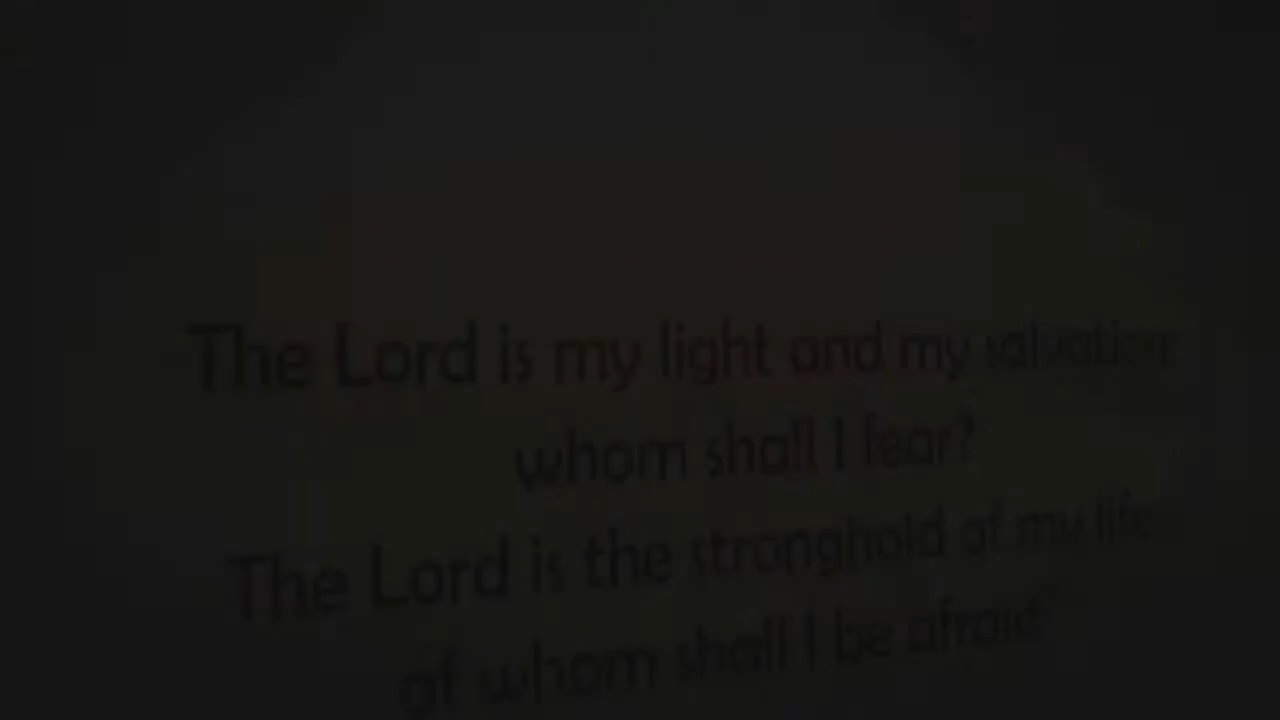 The Lord is my light and my salvation
whom shall I fear?
The Lord is the stronghold of my life
of whom shall I be afraid?